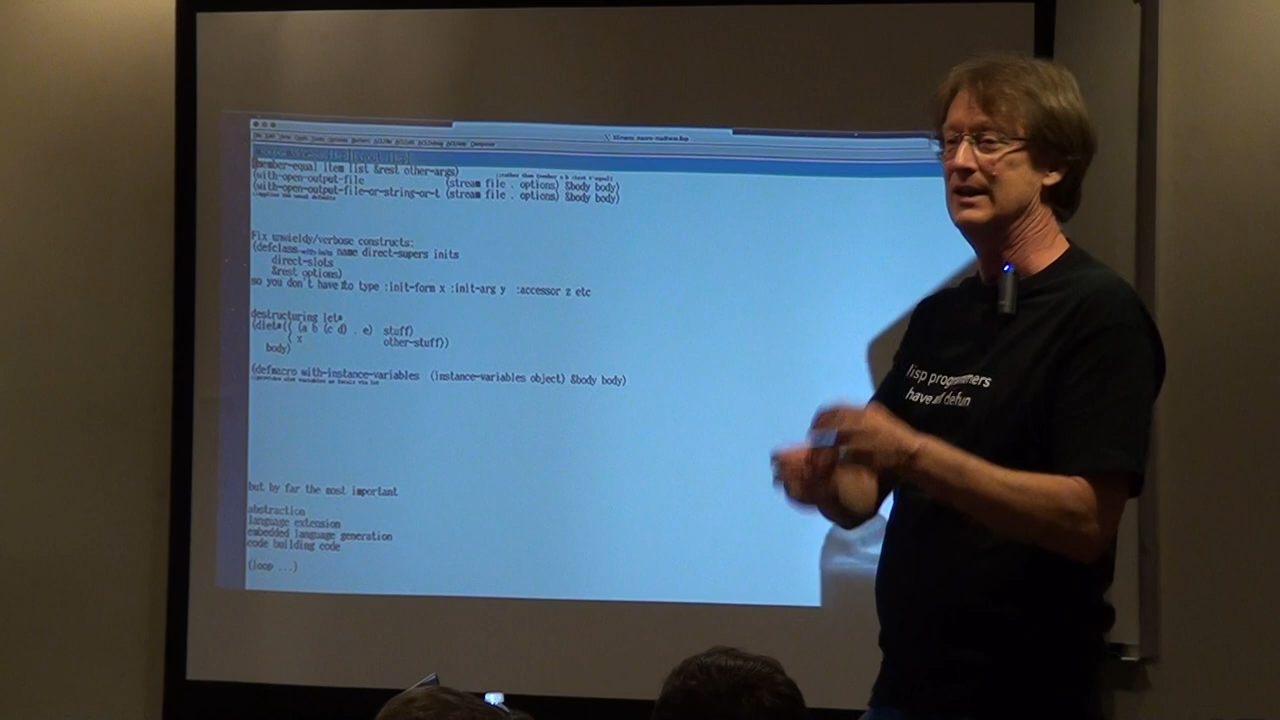 (member-equal item list &rest other-args)
(with-open-output-file (stream file . options) &body body)
(with-open-output-file-or-string-or-t (stream file . options) &body body)
Fix unwieldy/verbose constructs:
(defclass-with-inits name direct-supers inits
direct-slots
&rest options)
so you don't have to type :init-form x :init-arg y :accessor z etc
destructuring let*
(dlet*(( (a b (c d) . e) stuff)
( x other-stuff))
body)
(defmacro with-instance-variables (instance-variables object) &body body)
but by far the most important
abstraction
language extension
embedded language generation
code building code
(loop ...)
lisp programmers
have defun